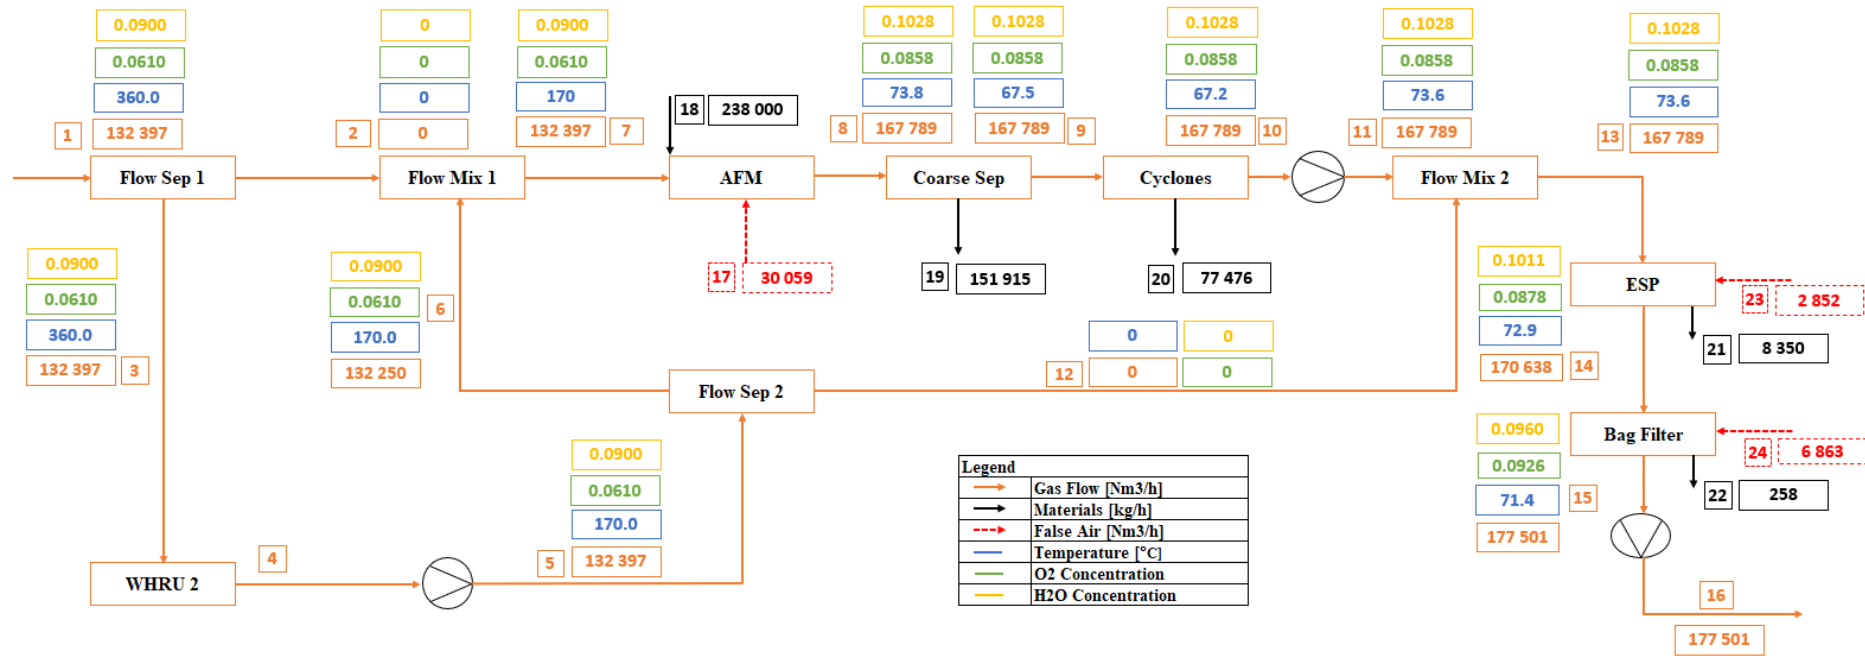 0.0900
0.0610
360.0
1 132 397
0
0
0
2 0
0.0900
0.0610
170
132 397 7
18 238 000
0.1028
0.0858
73.8
8 167 789
0.1028
0.0858
67.5
167 789 9
0.1028
0.0858
67.2
167 789 10
0.1028
0.0858
73.6
11 167 789
0.1028
0.0858
73.6
13 167 789
Flow Sep 1
Flow Mix 1
AFM
Coarse Sep
Cyclones
Flow Mix 2
0.0900
0.0610
360.0
132 397 3
0.0900
0.0610 6
170.0
132 250
17 30 059
19 151 915
20 77 476
0.1011
0.0878
72.9
170 638 14
ESP
23 2 852
21 8 350
0 0
12 0 0
Flow Sep 2
0.0960
0.0926
71.4 15
177 501
Bag Filter
24 6 863
22 258
0.0900
0.0610
170.0
5 132 397
4
WHRU 2
Legend
Gas Flow [Nm3/h]
Materials [kg/h]
False Air [Nm3/h]
Temperature [°C]
O2 Concentration
H2O Concentration
16
177 501